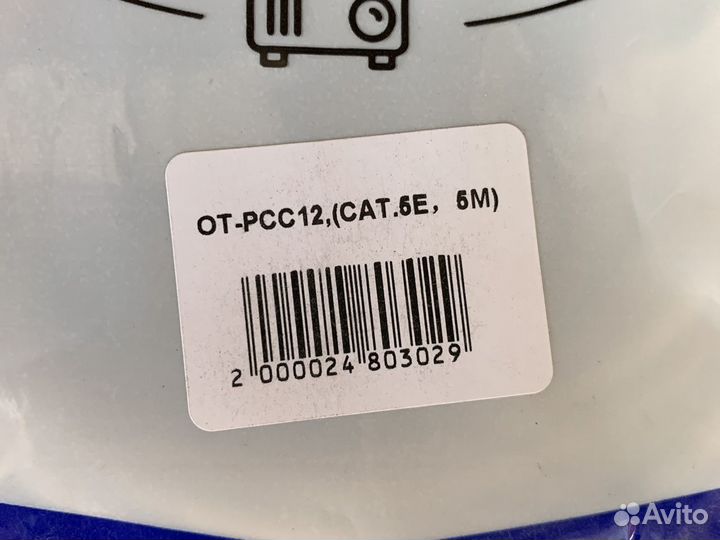 OT-PCC12,(CAT.5E, 5M)
2 000024 803029
Avito